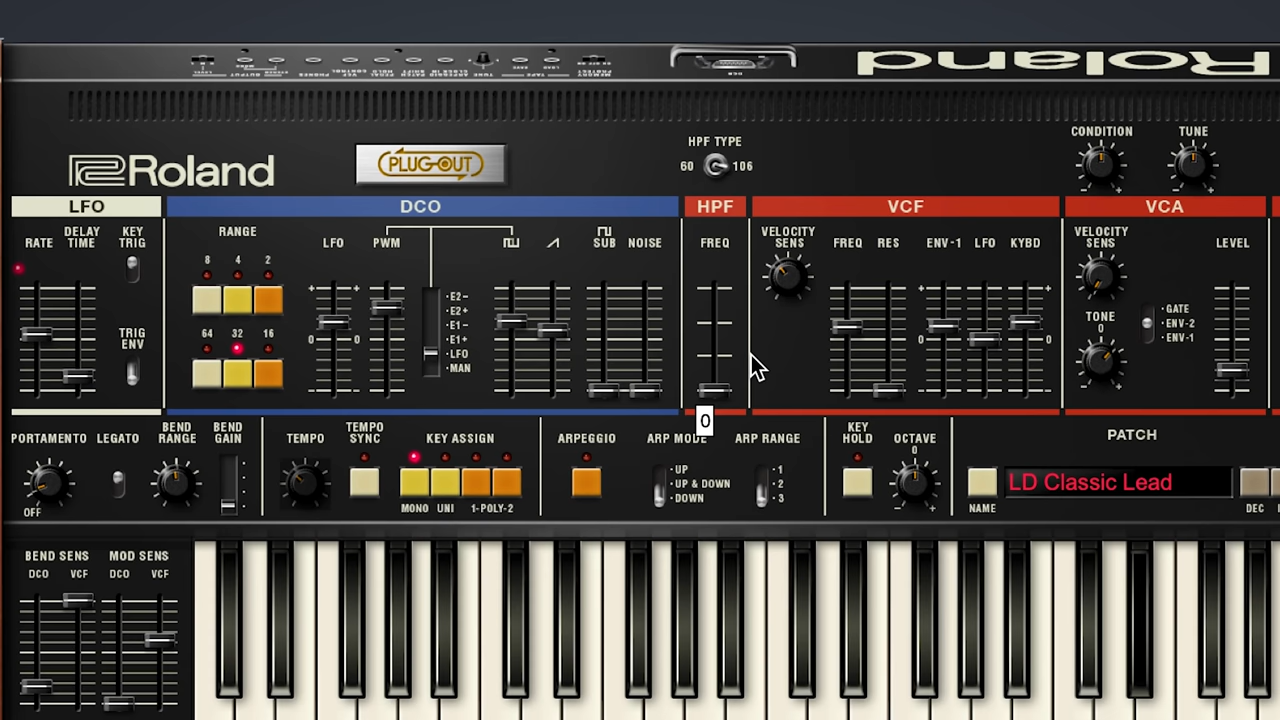 Roland
CONDITION TUNE
HPF TYPE
60 106
Roland PLUG-OUT
LFO DCO HPF VCF VCA
RATE DELAY TIME KEY TRIG
RANGE
LFO PWM SUB NOISE
FREQ
VELOCITY SENS FREQ RES ENV-1 LFO KYBD
VELOCITY SENS LEVEL
8 4 2
+ +
E2-
E2+
E1-
E1+
LFO
MAN
TRIG ENV
64 32 16
0 0
0 0
TONE
0
GATE
ENV-2
ENV-1
- +
0
PORTAMENTO LEGATO BEND RANGE BEND GAIN
TEMPO TEMPO SYNC KEY ASSIGN
ARPEGGIO ARP MODE ARP RANGE
KEY HOLD OCTAVE
0
PATCH
UP
UP & DOWN
DOWN
1
2
3
LD Classic Lead
OFF
MONO UNI 1-POLY-2
- +
NAME DEC
BEND SENS MOD SENS
DCO VCF DCO VCF